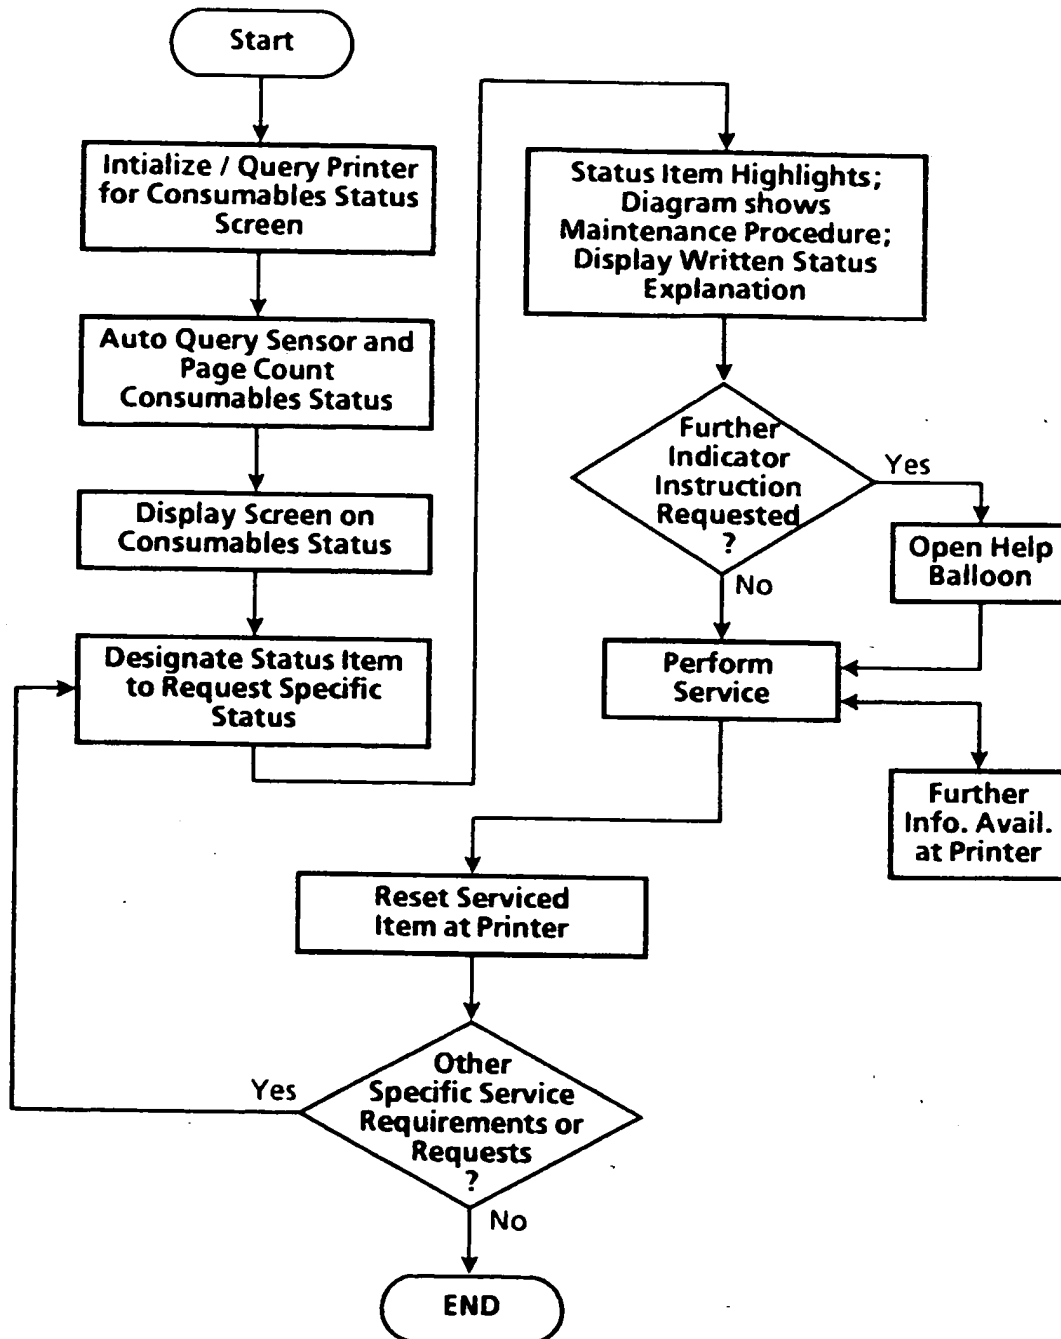 Start
Intialize / Query Printer
for Consumables Status
Screen
Auto Query Sensor and
Page Count
Consumables Status
Display Screen on
Consumables Status
Designate Status Item
to Request Specific
Status
Status Item Highlights;
Diagram shows
Maintenance Procedure;
Display Written Status
Explanation
Further
Indicator
Instruction
Requested
?
Yes
No
Open Help
Balloon
Perform
Service
Further
Info. Avail.
at Printer
Reset Serviced
Item at Printer
Other
Specific Service
Requirements or
Requests
?
Yes
No
END